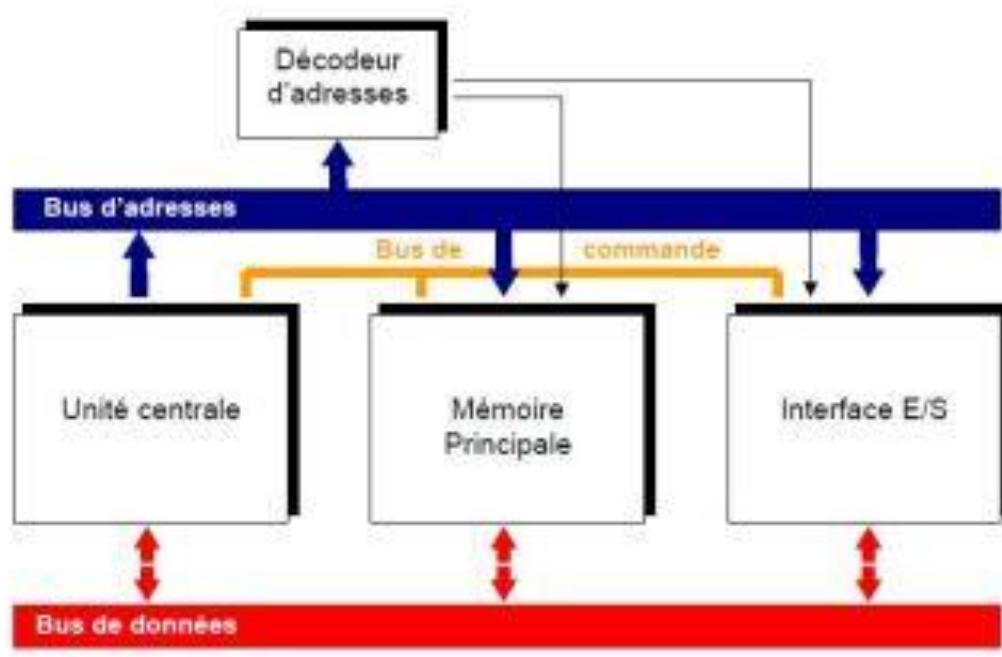 Décodeur
d'adresses
Bus d'adresses
Bus de commande
Unité centrale
Mémoire
Principale
Interface E/S
Bus de données